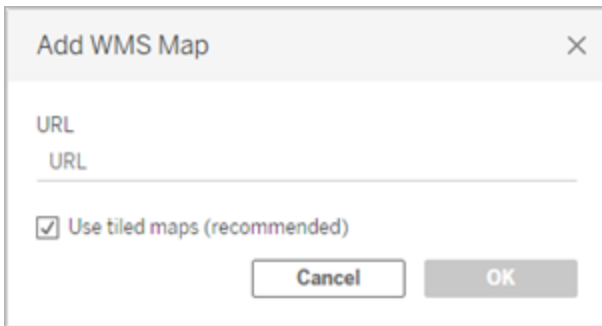 Add WMS Map
URL
URL
Use tiled maps (recommended)
Cancel OK